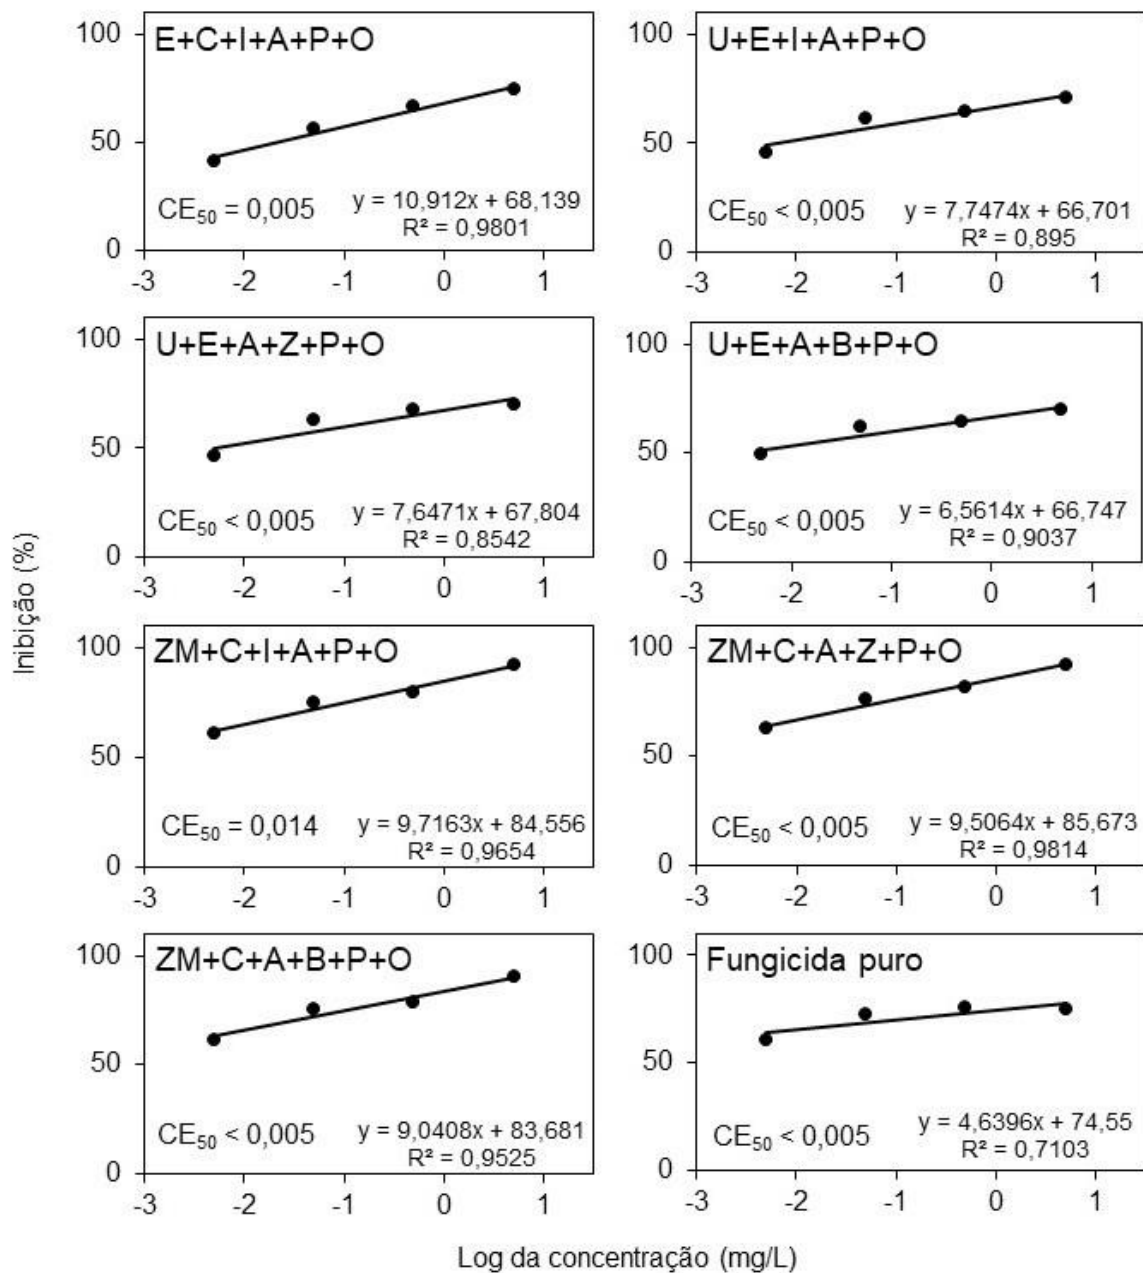 Inibição (%)
E+C+I+A+P+O
100
50
0
CE₅₀ = 0,005
y = 10,912x + 68,139
R² = 0,9801
-3 -2 -1 0 1
U+E+I+A+P+O
100
50
0
CE₅₀ < 0,005
y = 7,7474x + 66,701
R² = 0,895
-3 -2 -1 0 1
U+E+A+Z+P+O
100
50
0
CE₅₀ < 0,005
y = 7,6471x + 67,804
R² = 0,8542
-3 -2 -1 0 1
U+E+A+B+P+O
100
50
0
CE₅₀ < 0,005
y = 6,5614x + 66,747
R² = 0,9037
-3 -2 -1 0 1
ZM+C+I+A+P+O
100
50
0
CE₅₀ = 0,014
y = 9,7163x + 84,556
R² = 0,9654
-3 -2 -1 0 1
ZM+C+A+Z+P+O
100
50
0
CE₅₀ < 0,005
y = 9,5064x + 85,673
R² = 0,9814
-3 -2 -1 0 1
ZM+C+A+B+P+O
100
50
0
CE₅₀ < 0,005
y = 9,0408x + 83,681
R² = 0,9525
-3 -2 -1 0 1
Fungicida puro
100
50
0
CE₅₀ < 0,005
y = 4,6396x + 74,55
R² = 0,7103
-3 -2 -1 0 1
Log da concentração (mg/L)